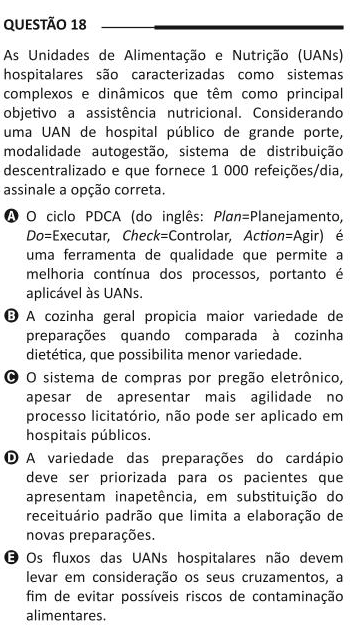 QUESTÃO 18
As Unidades de Alimentação e Nutrição (UANs)
hospitalares são caracterizadas como sistemas
complexos e dinâmicos que têm como principal
objetivo a assistência nutricional. Considerando
uma UAN de hospital público de grande porte,
modalidade autogestão, sistema de distribuição
descentralizado e que fornece 1 000 refeições/dia,
assinale a opção correta.
A O ciclo PDCA (do inglês: Plan=Planejamento,
Do=Executar, Check=Controlar, Action=Agir) é
uma ferramenta de qualidade que permite a
melhoria contínua dos processos, portanto é
aplicável às UANs.
B A cozinha geral propicia maior variedade de
preparações quando comparada à cozinha
dietética, que possibilita menor variedade.
C O sistema de compras por pregão eletrônico,
apesar de apresentar mais agilidade no
processo licitatório, não pode ser aplicado em
hospitais públicos.
D A variedade das preparações do cardápio
deve ser priorizada para os pacientes que
apresentam inapetência, em substituição do
receituário padrão que limita a elaboração de
novas preparações.
E Os fluxos das UANs hospitalares não devem
levar em consideração os seus cruzamentos, a
fim de evitar possíveis riscos de contaminação
alimentares.